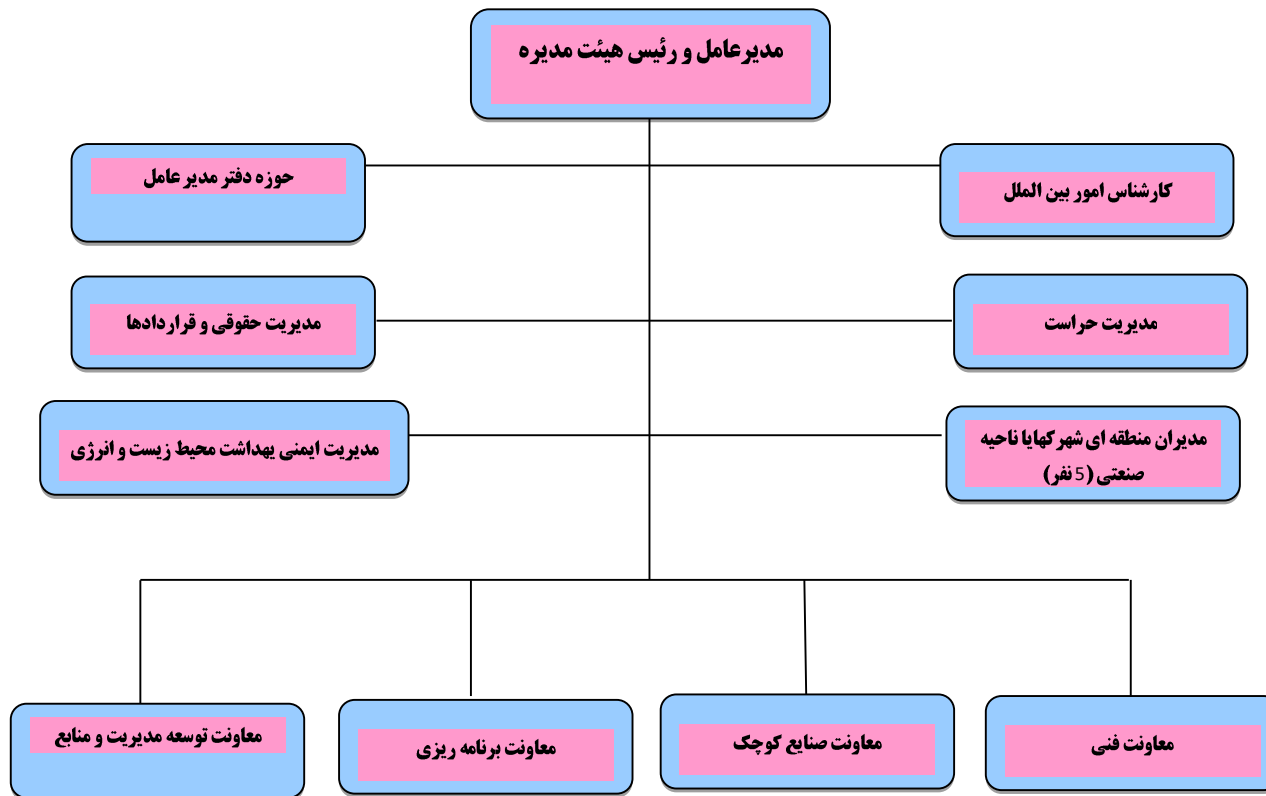 مدیرعامل و رئیس هیئت مدیره
کارشناس امور بین الملل
حوزه دفتر مدیر عامل
مدیریت حراست
مدیریت حقوقی و قراردادها
مدیران منطقه ای شهرکهایا ناحیه
صنعتی (5 نفر)
مدیریت ایمنی بهداشت محیط زیست و انرژی
معاونت فنی
معاونت صنایع کوچک
معاونت برنامه ریزی
معاونت توسعه مدیریت و منابع